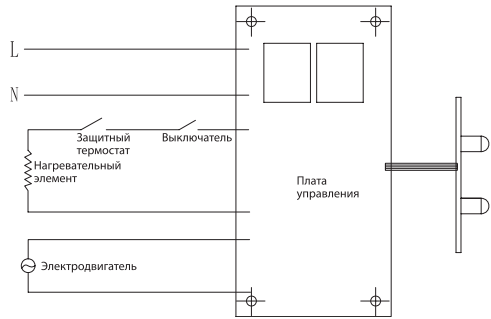 L
N
Защитный
термостат
Выключатель
Нагревательный
элемент
Плата
управления
Электродвигатель